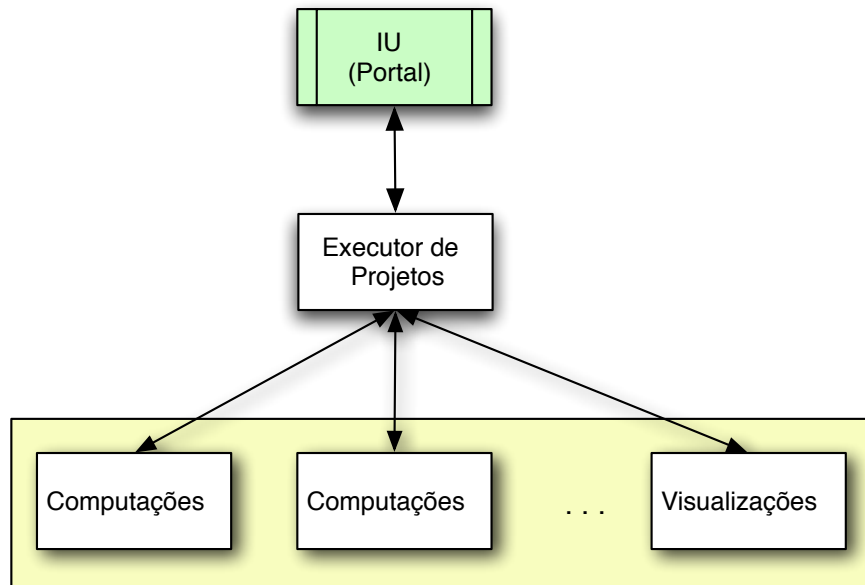 IU
(Portal)
Executor de
Projetos
Computações
Computações
. . .
Visualizações